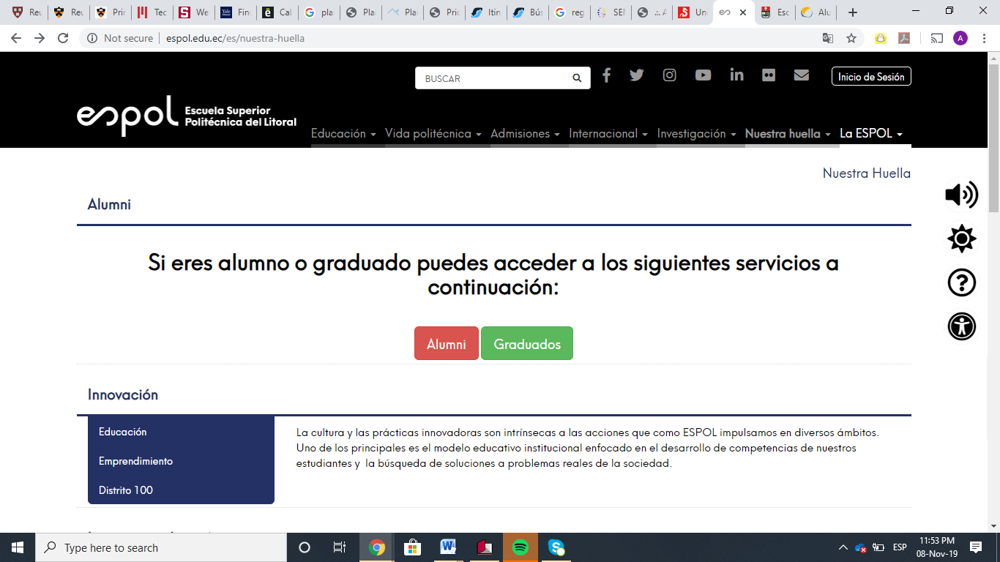 Reu
Reu
Prin
Tec
We
Fin
Cal
plan
Pla
Plan
Pric
Itin
Bús
reg
SEN
.:. A
Uni
Esc
Alu
Not secure
espol.edu.ec/es/nuestra-huella
A
BUSCAR
Inicio de Sesión
espol
Escuela Superior
Politécnica del Litoral
Educación
Vida politécnica
Admisiones
Internacional
Investigación
Nuestra huella
La ESPOL
Nuestra Huella
Alumni
Si eres alumno o graduado puedes acceder a los siguientes servicios a
continuación:
Alumni
Graduados
Innovación
Educación
Emprendimiento
Distrito 100
La cultura y las prácticas innovadoras son intrínsecas a las acciones que como ESPOL impulsamos en diversos ámbitos.
Uno de los principales es el modelo educativo institucional enfocado en el desarrollo de competencias de nuestros
estudiantes y la búsqueda de soluciones a problemas reales de la sociedad.
Type here to search
ESP
11:53 PM
08-Nov-19